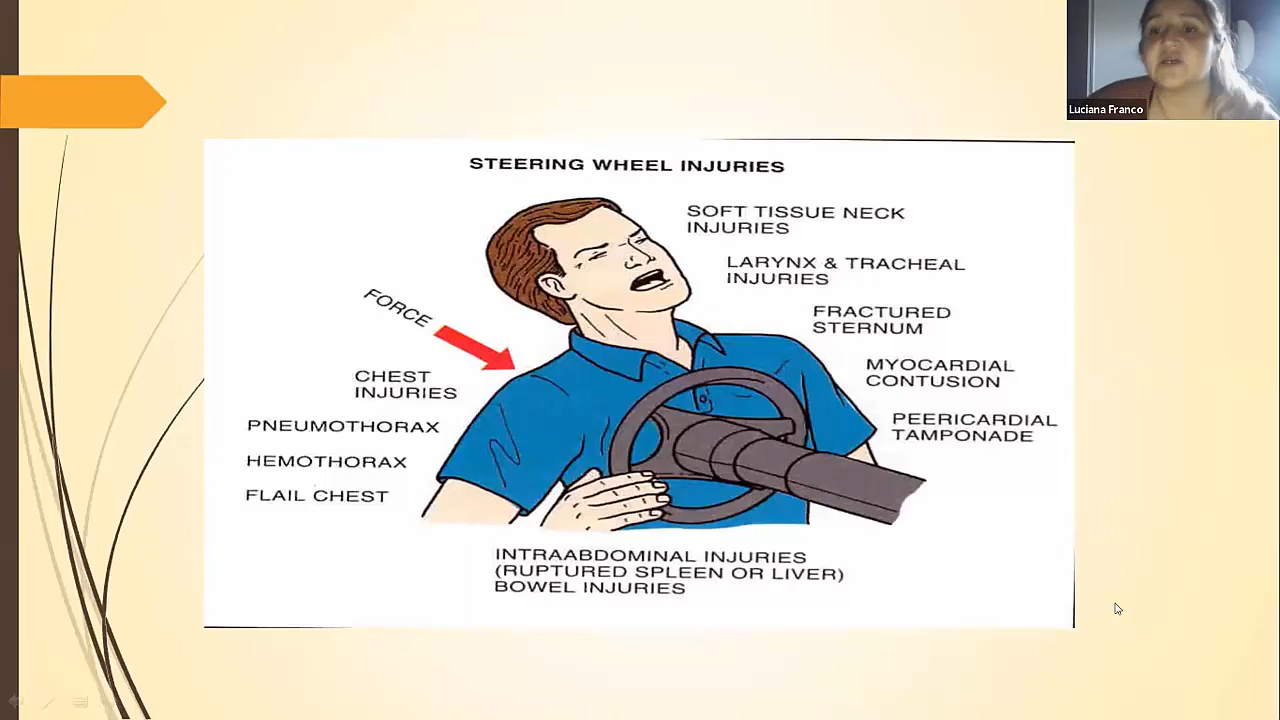 Luciana Franco
STEERING WHEEL INJURIES
SOFT TISSUE NECK
INJURIES
LARYNX & TRACHEAL
INJURIES
FORCE
FRACTURED
STERNUM
MYOCARDIAL
CONTUSION
CHEST
INJURIES
PEERICARDIAL
TAMPONADE
PNEUMOTHORAX
HEMOTHORAX
FLAIL CHEST
INTRAABDOMINAL INJURIES
(RUPTURED SPLEEN OR LIVER)
BOWEL INJURIES